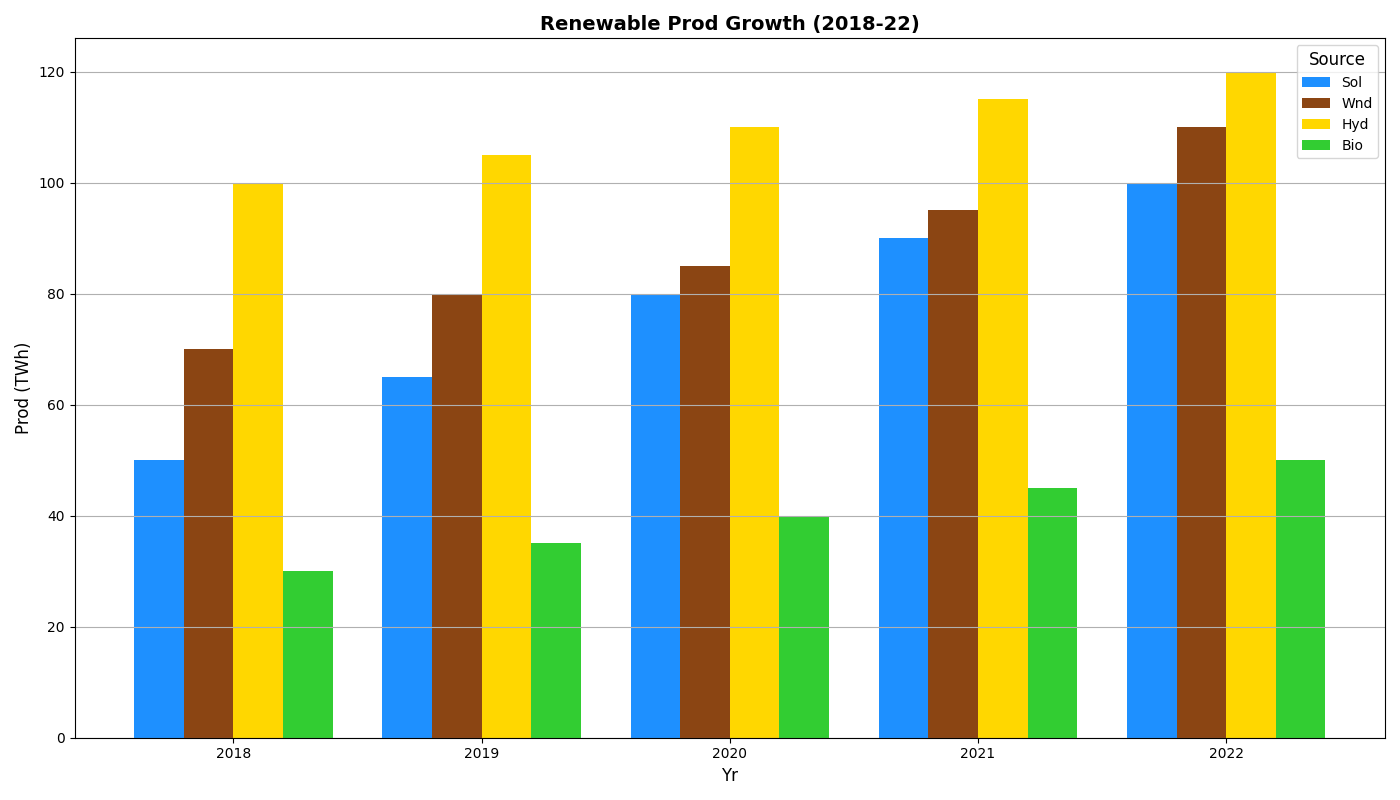 Renewable Prod Growth (2018-22)
Source
Sol
Wnd
Hyd
Bio
Prod (TWh)
120
100
80
60
40
20
0
2018 2019 2020 2021 2022
Yr